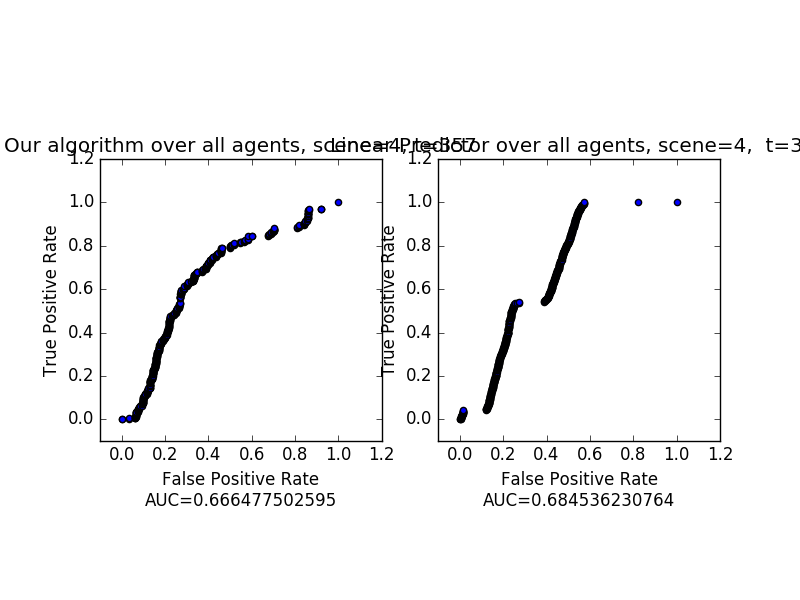 Our algorithm over all agents, scene=4, t=357
Linear Predictor over all agents, scene=4, t=3
1.2
1.0
0.8
0.6
0.4
0.2
0.0
True Positive Rate
0.0 0.2 0.4 0.6 0.8 1.0 1.2
False Positive Rate
AUC=0.666477502595
1.2
1.0
0.8
0.6
0.4
0.2
0.0
True Positive Rate
0.0 0.2 0.4 0.6 0.8 1.0 1.2
False Positive Rate
AUC=0.684536230764